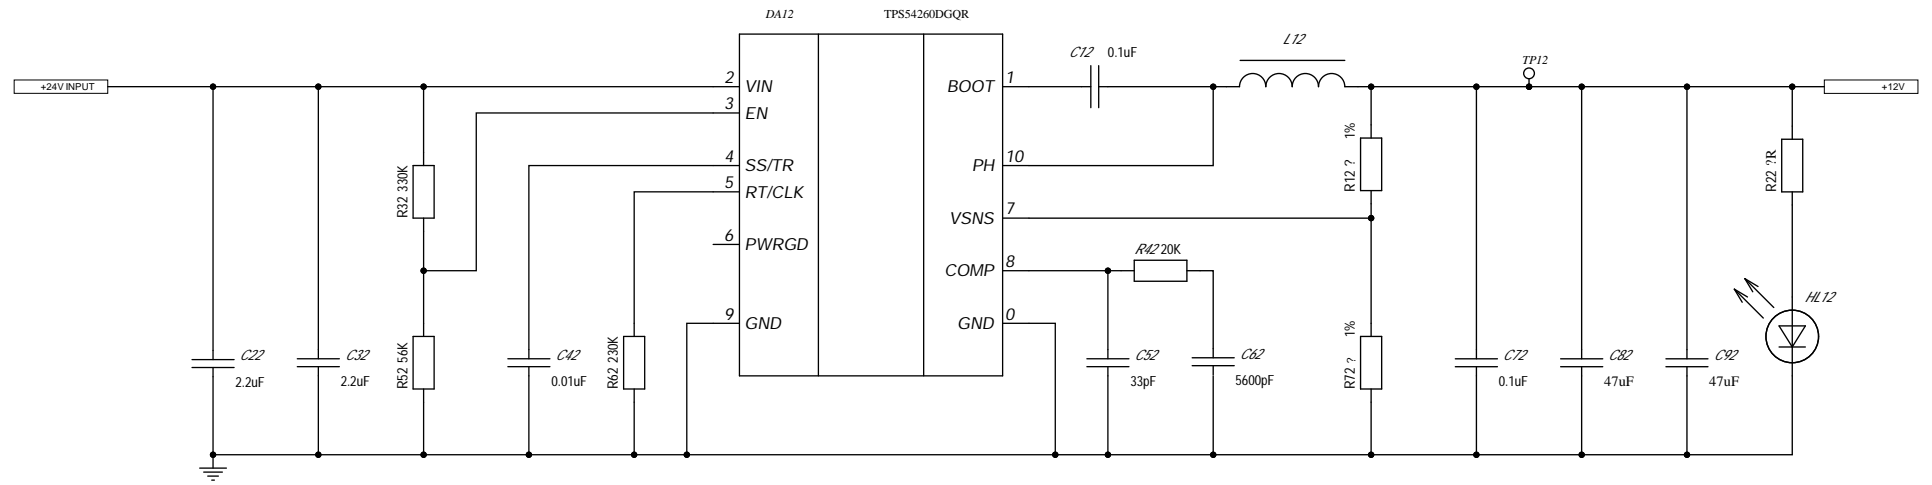 DA12 TPS54260DGQR
L12
C12 0.1uF
TP12
+24V INPUT
2 VIN
BOOT 1
+12V
3 EN
R32 330K
4 SS/TR
PH 10
R12 ? 1%
R22 ?R
5 RT/CLK
VSNS 7
6 PWRGD
R42 20K
COMP 8
HL12
9 GND
GND 0
R52 56K
R62 230K
R72 ? 1%
C22 C32 C42 C52 C62 C72 C82 C92
2.2uF 2.2uF 0.01uF 33pF 5600pF 0.1uF 47uF 47uF